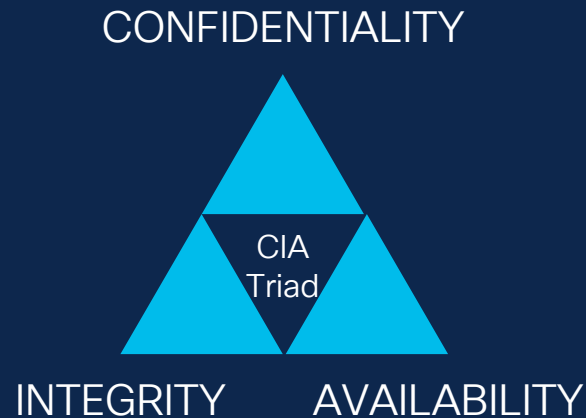 CONFIDENTIALITY
CIA
Triad
INTEGRITY AVAILABILITY